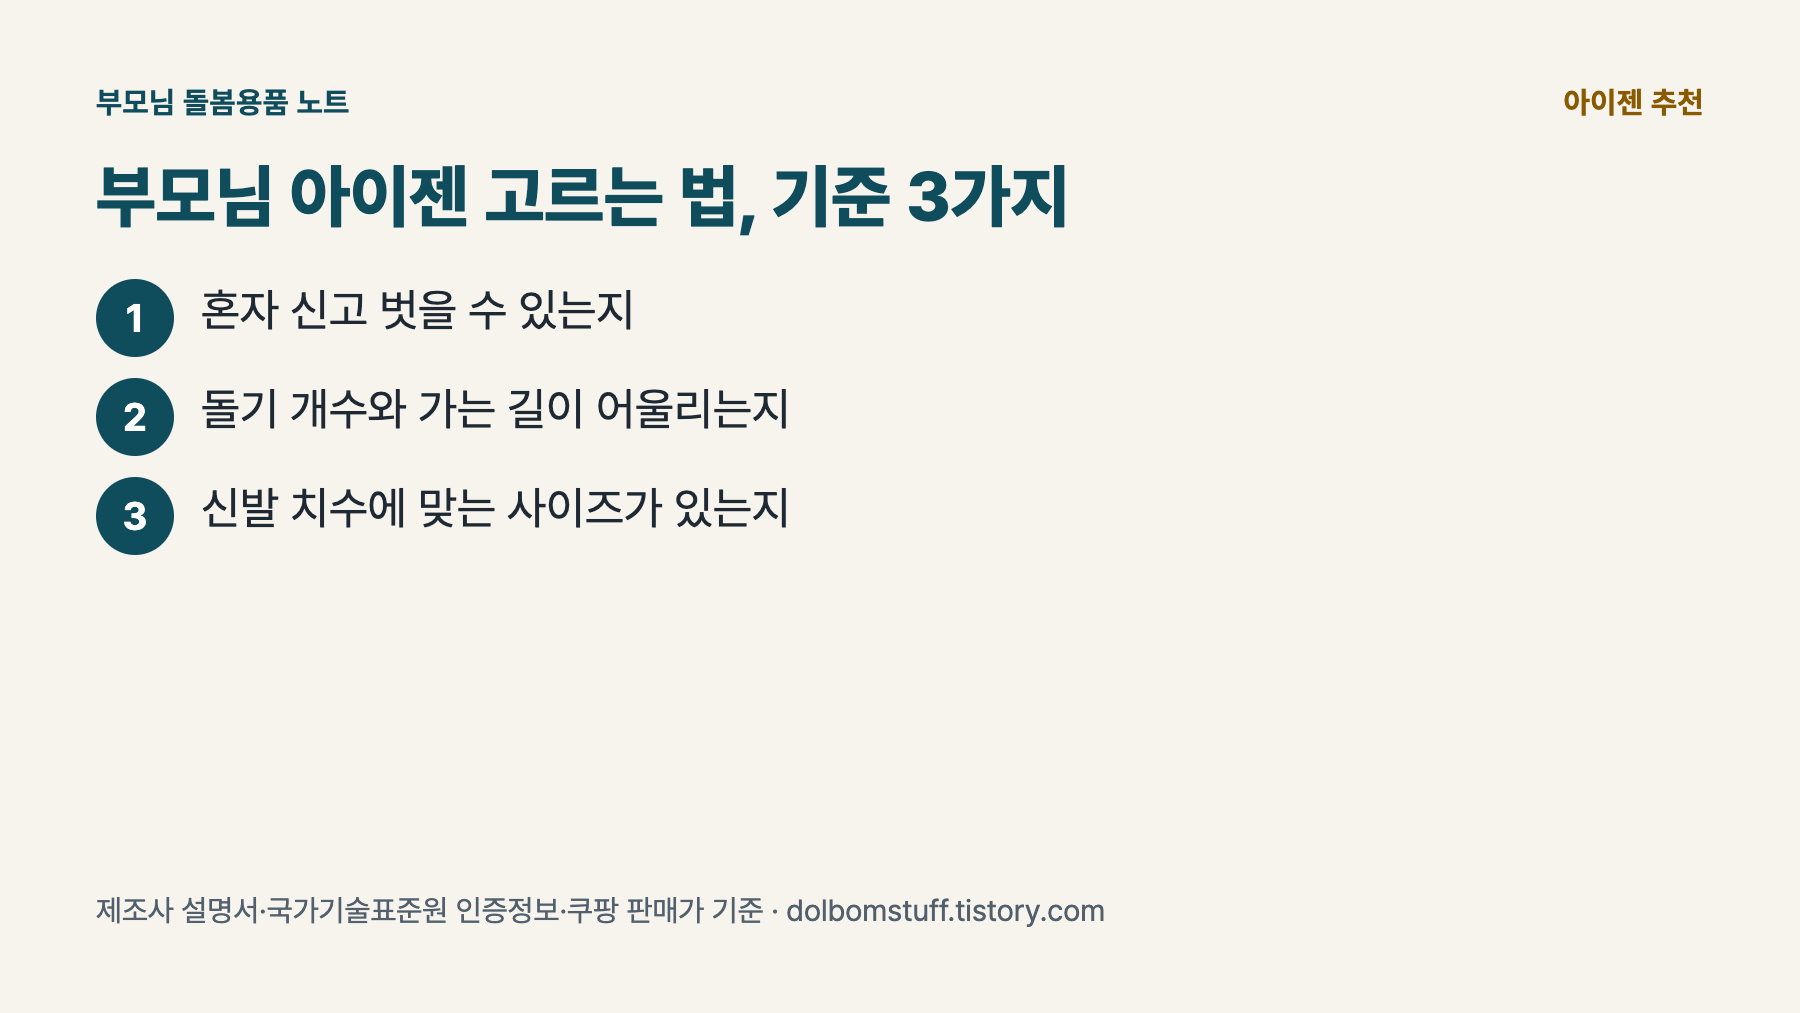 부모님 돌봄용품 노트
아이젠 추천
부모님 아이젠 고르는 법, 기준 3가지
1 혼자 신고 벗을 수 있는지
2 돌기 개수와 가는 길이 어울리는지
3 신발 치수에 맞는 사이즈가 있는지
제조사 설명서·국가기술표준원 인증정보·쿠팡 판매가 기준 · dolbomstuff.tistory.com